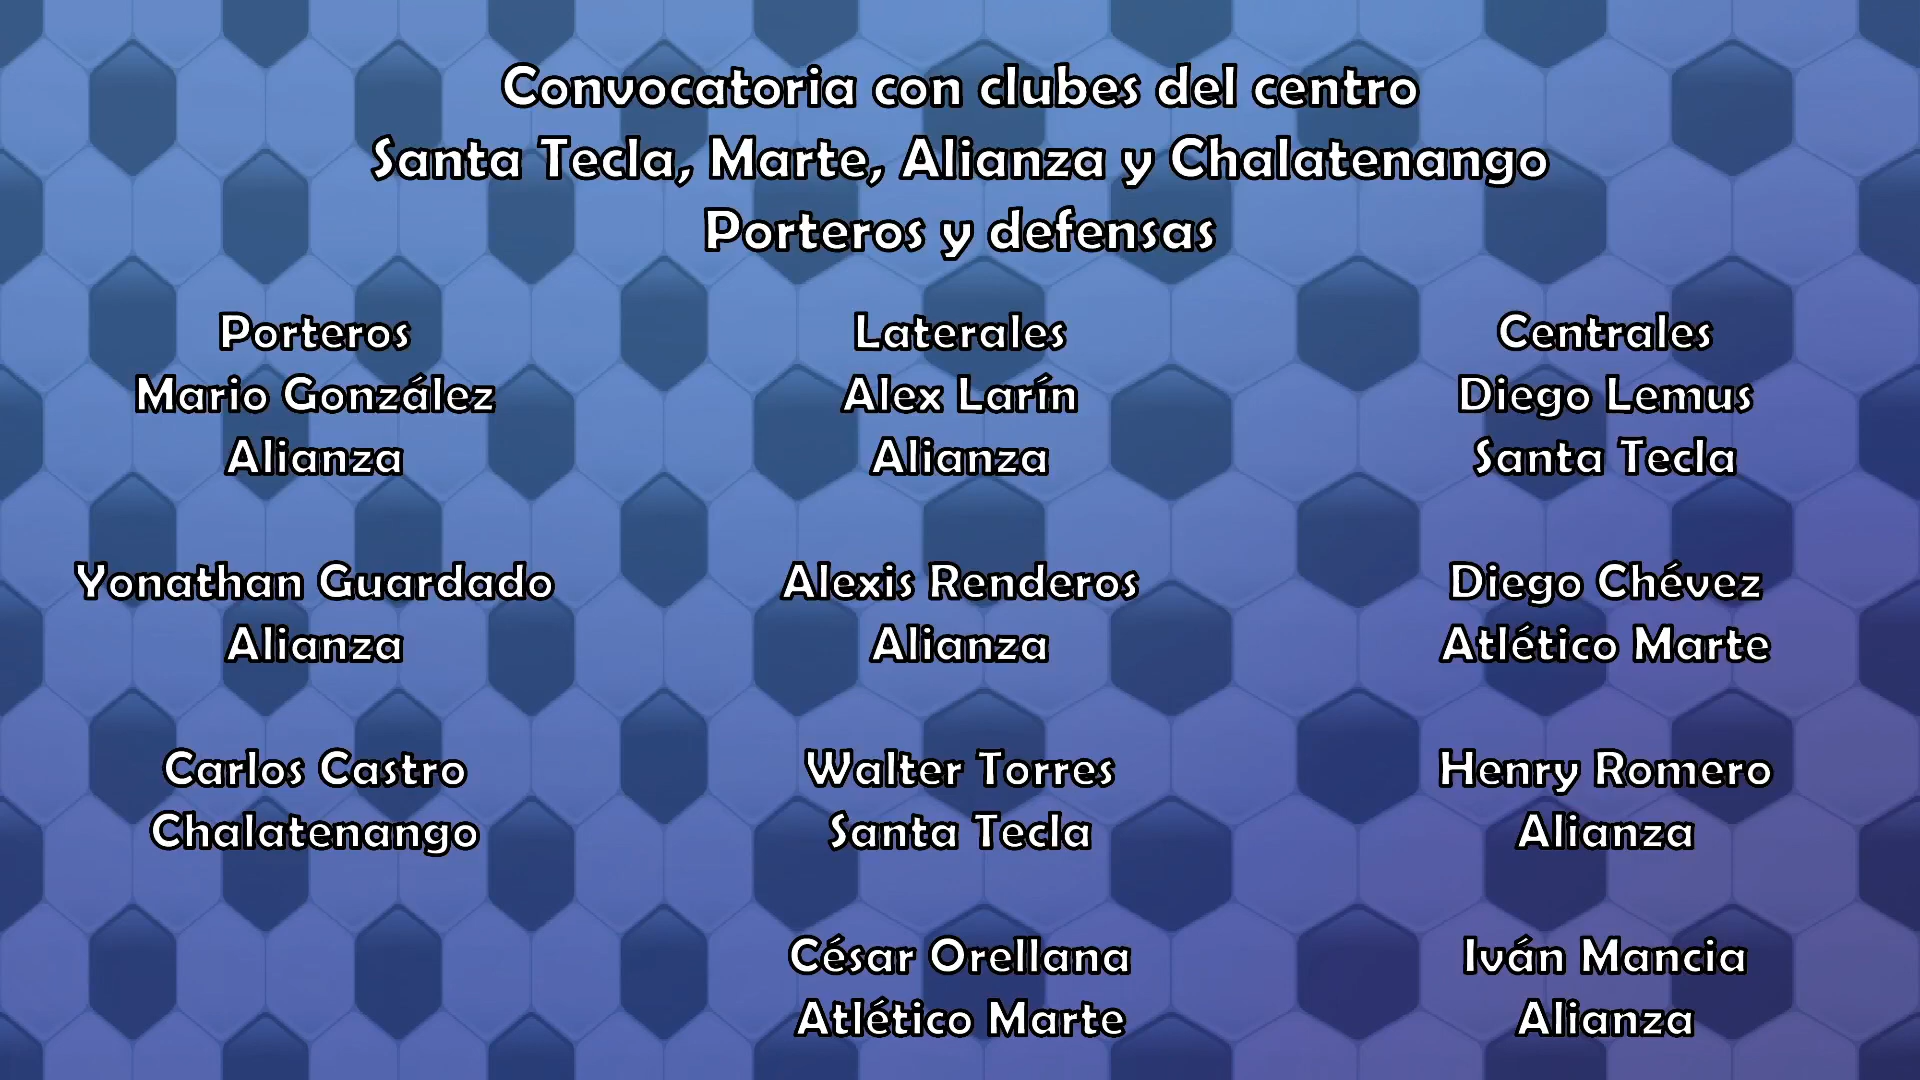 Convocatoria con clubes del centro
Santa Tecla, Marte, Alianza y Chalatenango
Porteros y defensas
Porteros
Mario González
Alianza
Yonathan Guardado
Alianza
Carlos Castro
Chalatenango
Laterales
Alex Larín
Alianza
Alexis Renderos
Alianza
Walter Torres
Santa Tecla
César Orellana
Atlético Marte
Centrales
Diego Lemus
Santa Tecla
Diego Chévez
Atlético Marte
Henry Romero
Alianza
Iván Mancia
Alianza